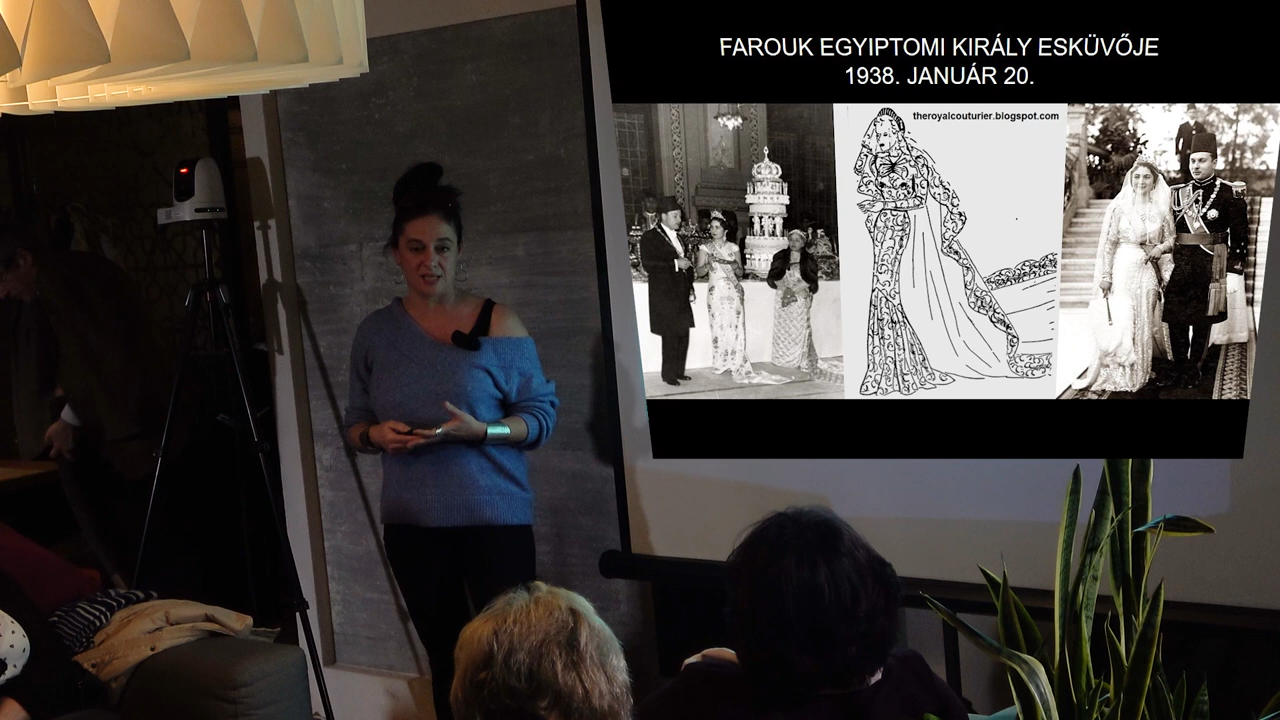 FAROUK EGYIPTOMI KIRÁLY ESKÜVŐJE
1938. JANUÁR 20.
theroyalcouturier.blogspot.com